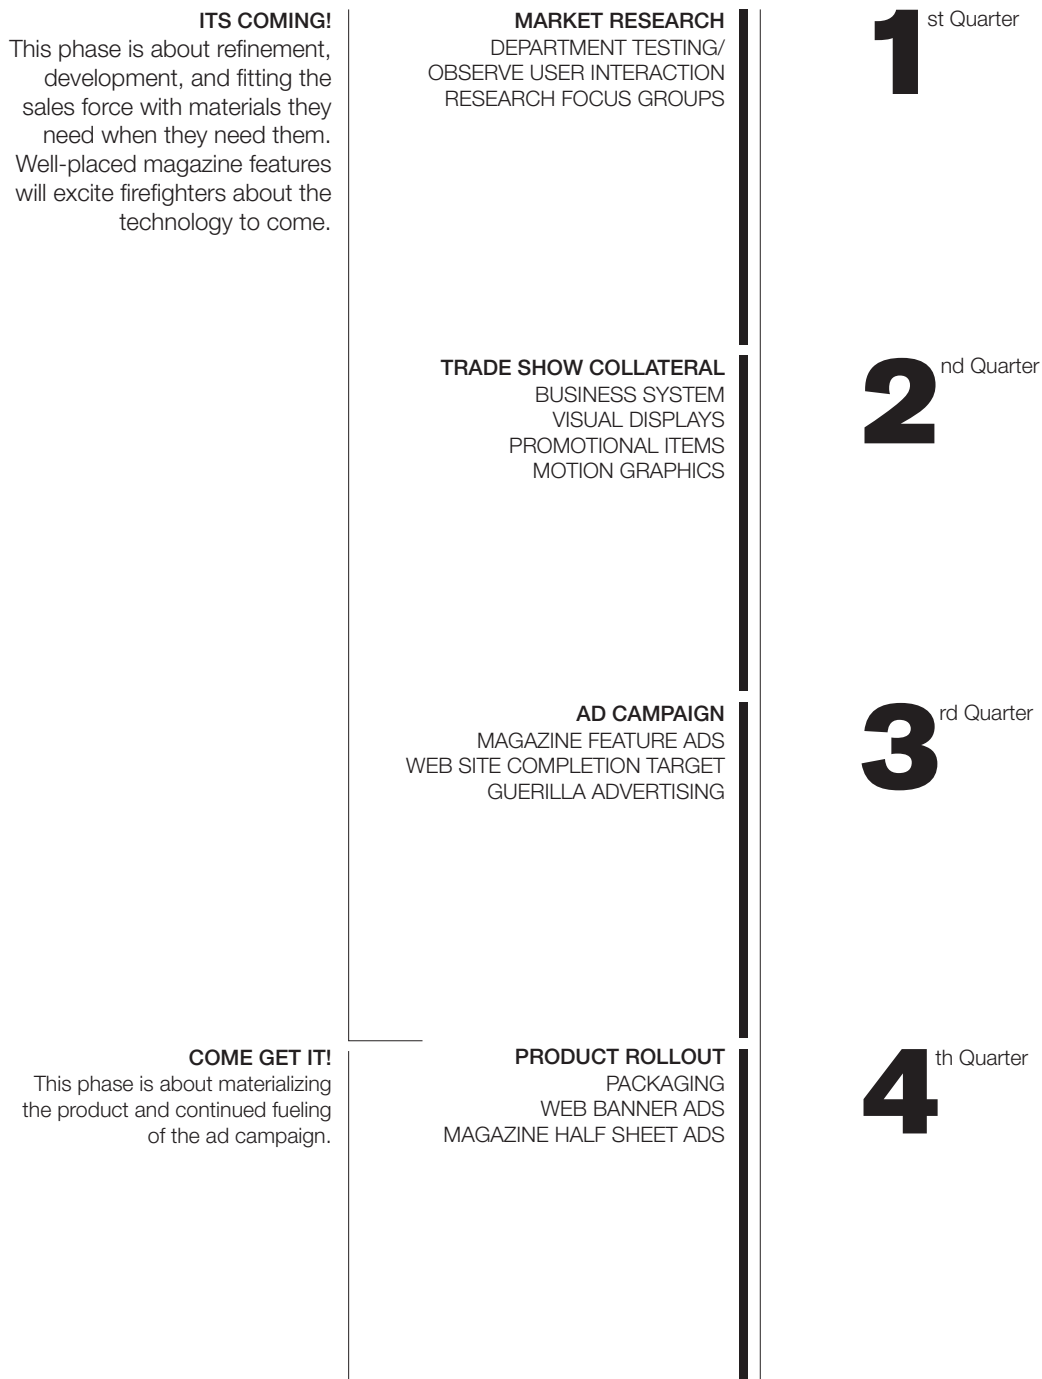 ITS COMING!
This phase is about refinement,
development, and fitting the
sales force with materials they
need when they need them.
Well-placed magazine features
will excite firefighters about the
technology to come.
MARKET RESEARCH
DEPARTMENT TESTING/
OBSERVE USER INTERACTION
RESEARCH FOCUS GROUPS
1st Quarter
TRADE SHOW COLLATERAL
BUSINESS SYSTEM
VISUAL DISPLAYS
PROMOTIONAL ITEMS
MOTION GRAPHICS
2nd Quarter
AD CAMPAIGN
MAGAZINE FEATURE ADS
WEB SITE COMPLETION TARGET
GUERILLA ADVERTISING
3rd Quarter
COME GET IT!
This phase is about materializing
the product and continued fueling
of the ad campaign.
PRODUCT ROLLOUT
PACKAGING
WEB BANNER ADS
MAGAZINE HALF SHEET ADS
4th Quarter